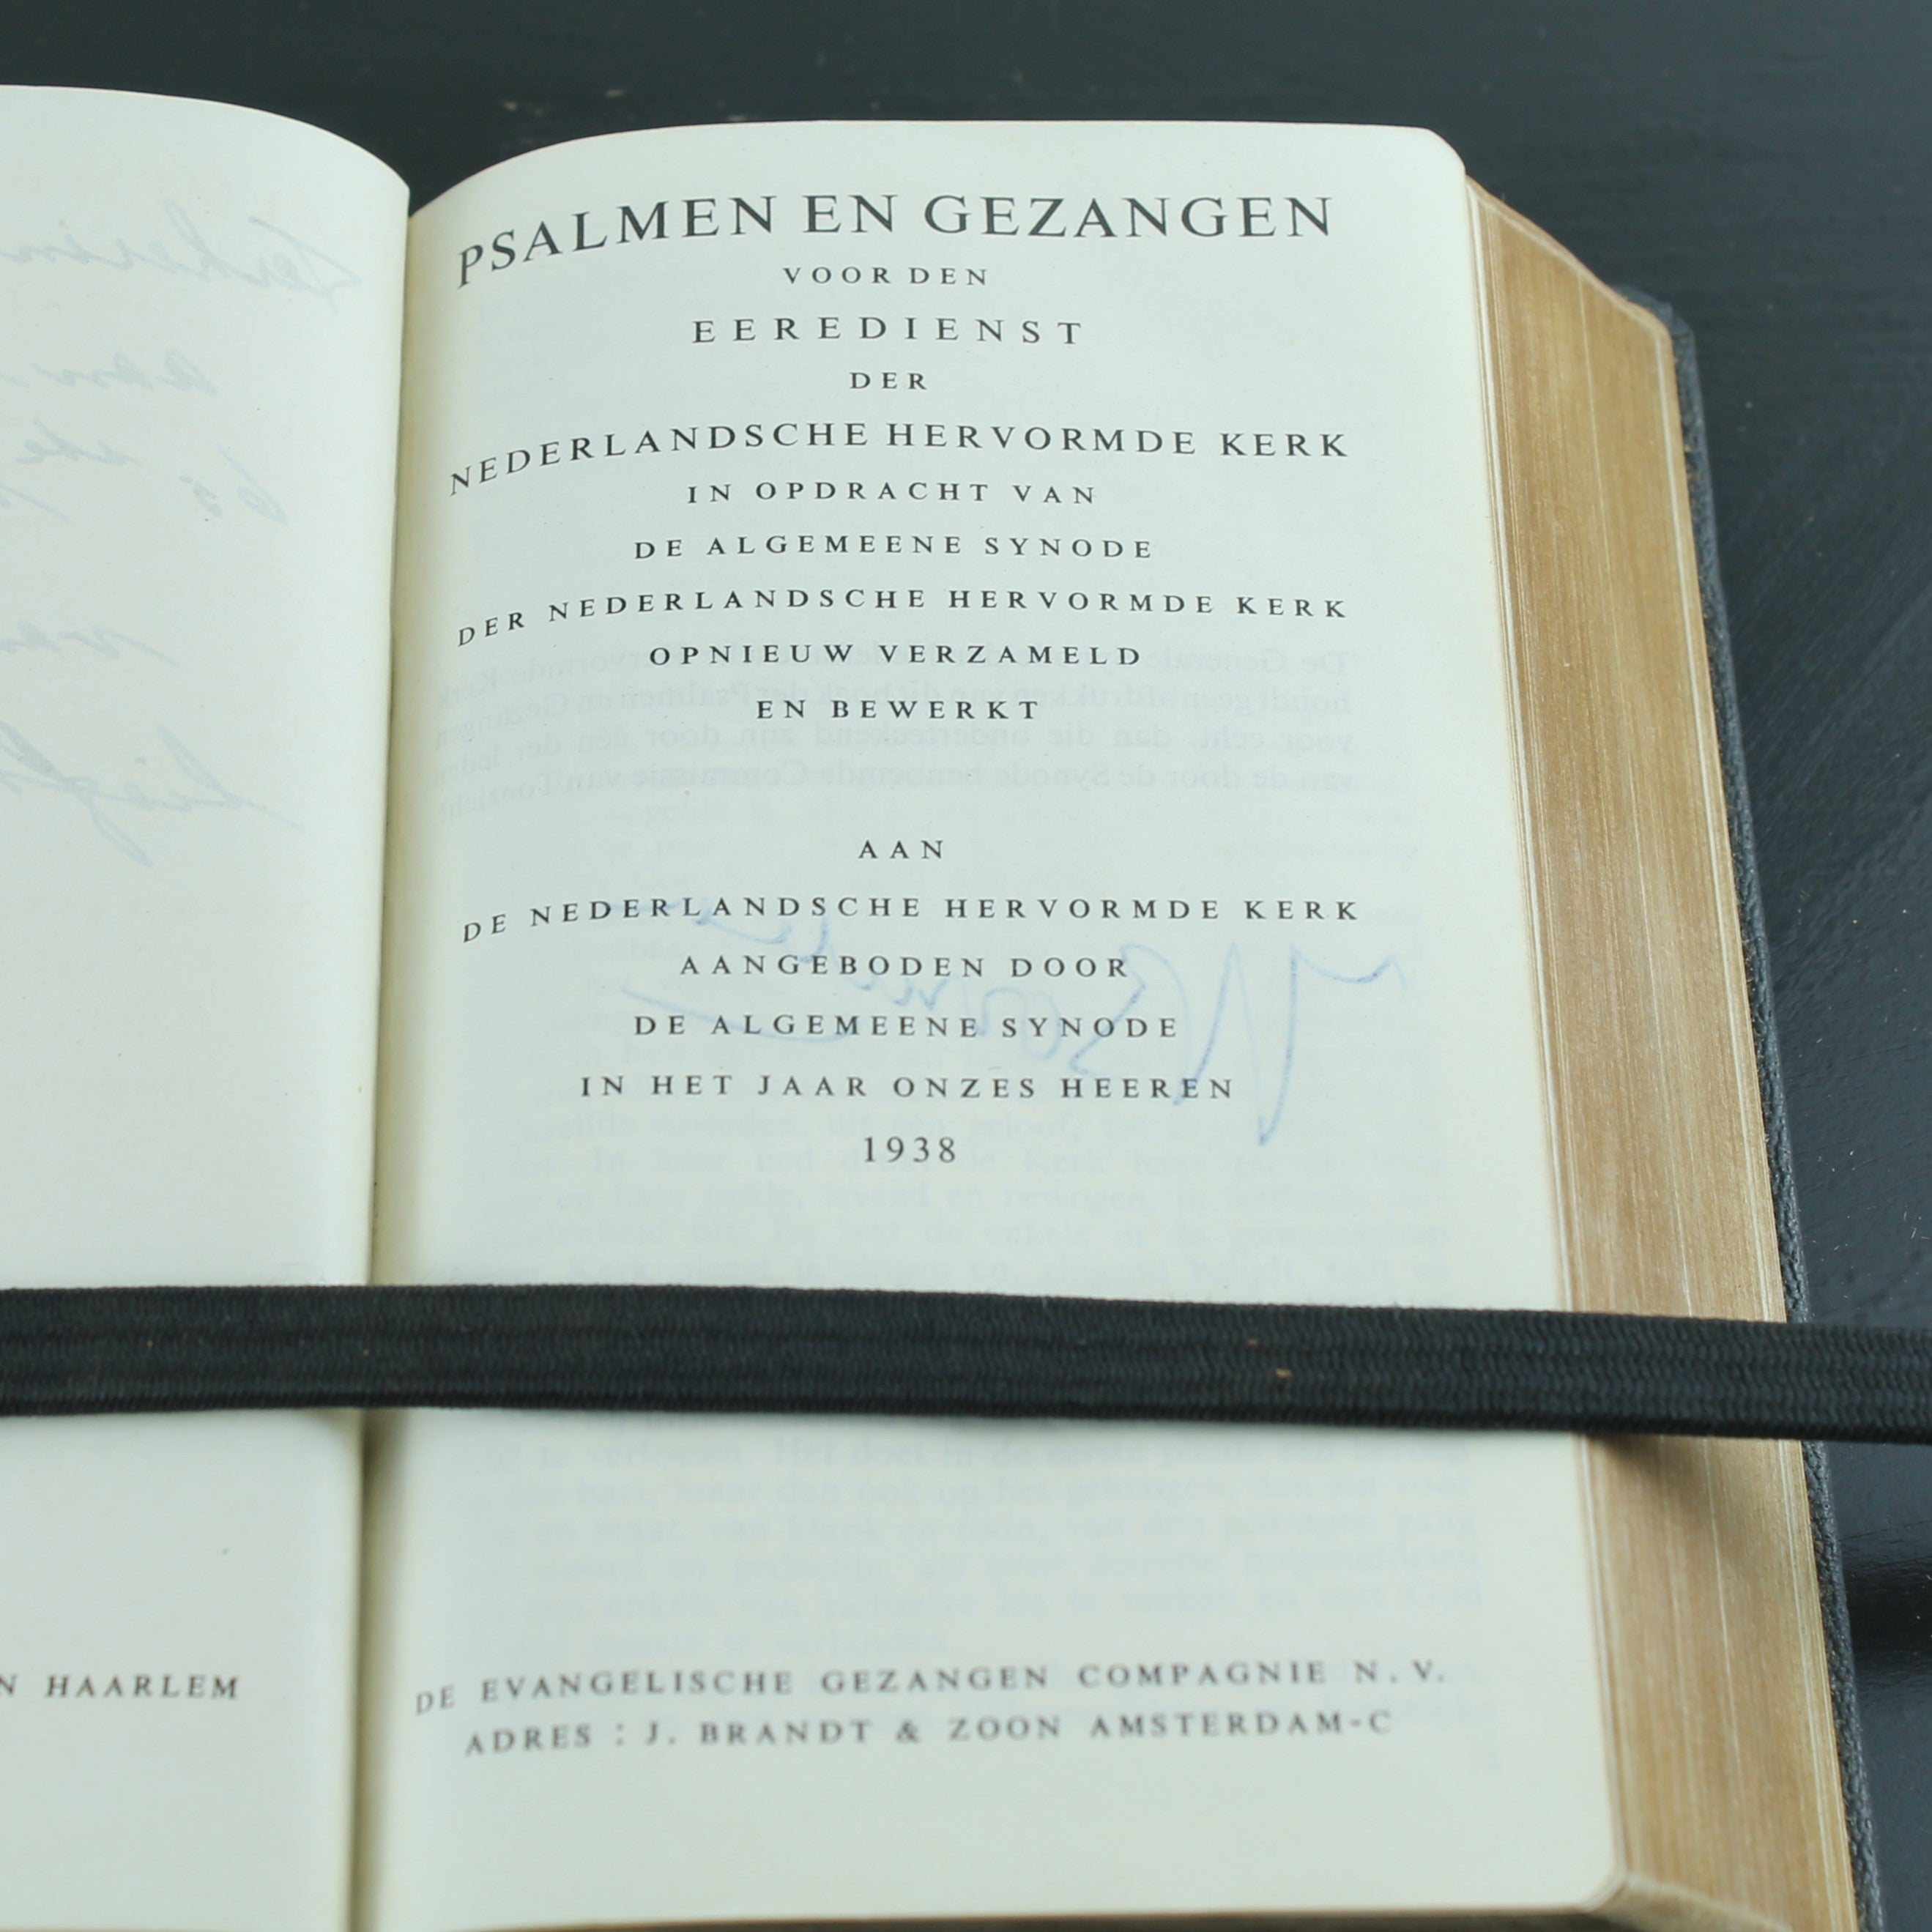 N HAARLEM
PSALMEN EN GEZANGEN
VOOR DEN
EEREDIENST
DER
NEDERLANDSCHE HERVORMDE KERK
IN OPDRACHT VAN
DE ALGEMEENE SYNODE
DER NEDERLANDSCHE HERVORMDE KERK
OPNIEUW VERZAMELD
EN BEWERKT
AAN
DE NEDERLANDSCHE HERVORMDE KERK
AANGEBODEN DOOR
DE ALGEMEENE SYNODE
IN HET JAAR ONZES HEEREN
1938
DE EVANGELISCHE GEZANGEN COMPAGNIE N.V.
ADRES : J. BRANDT & ZOON AMSTERDAM-C